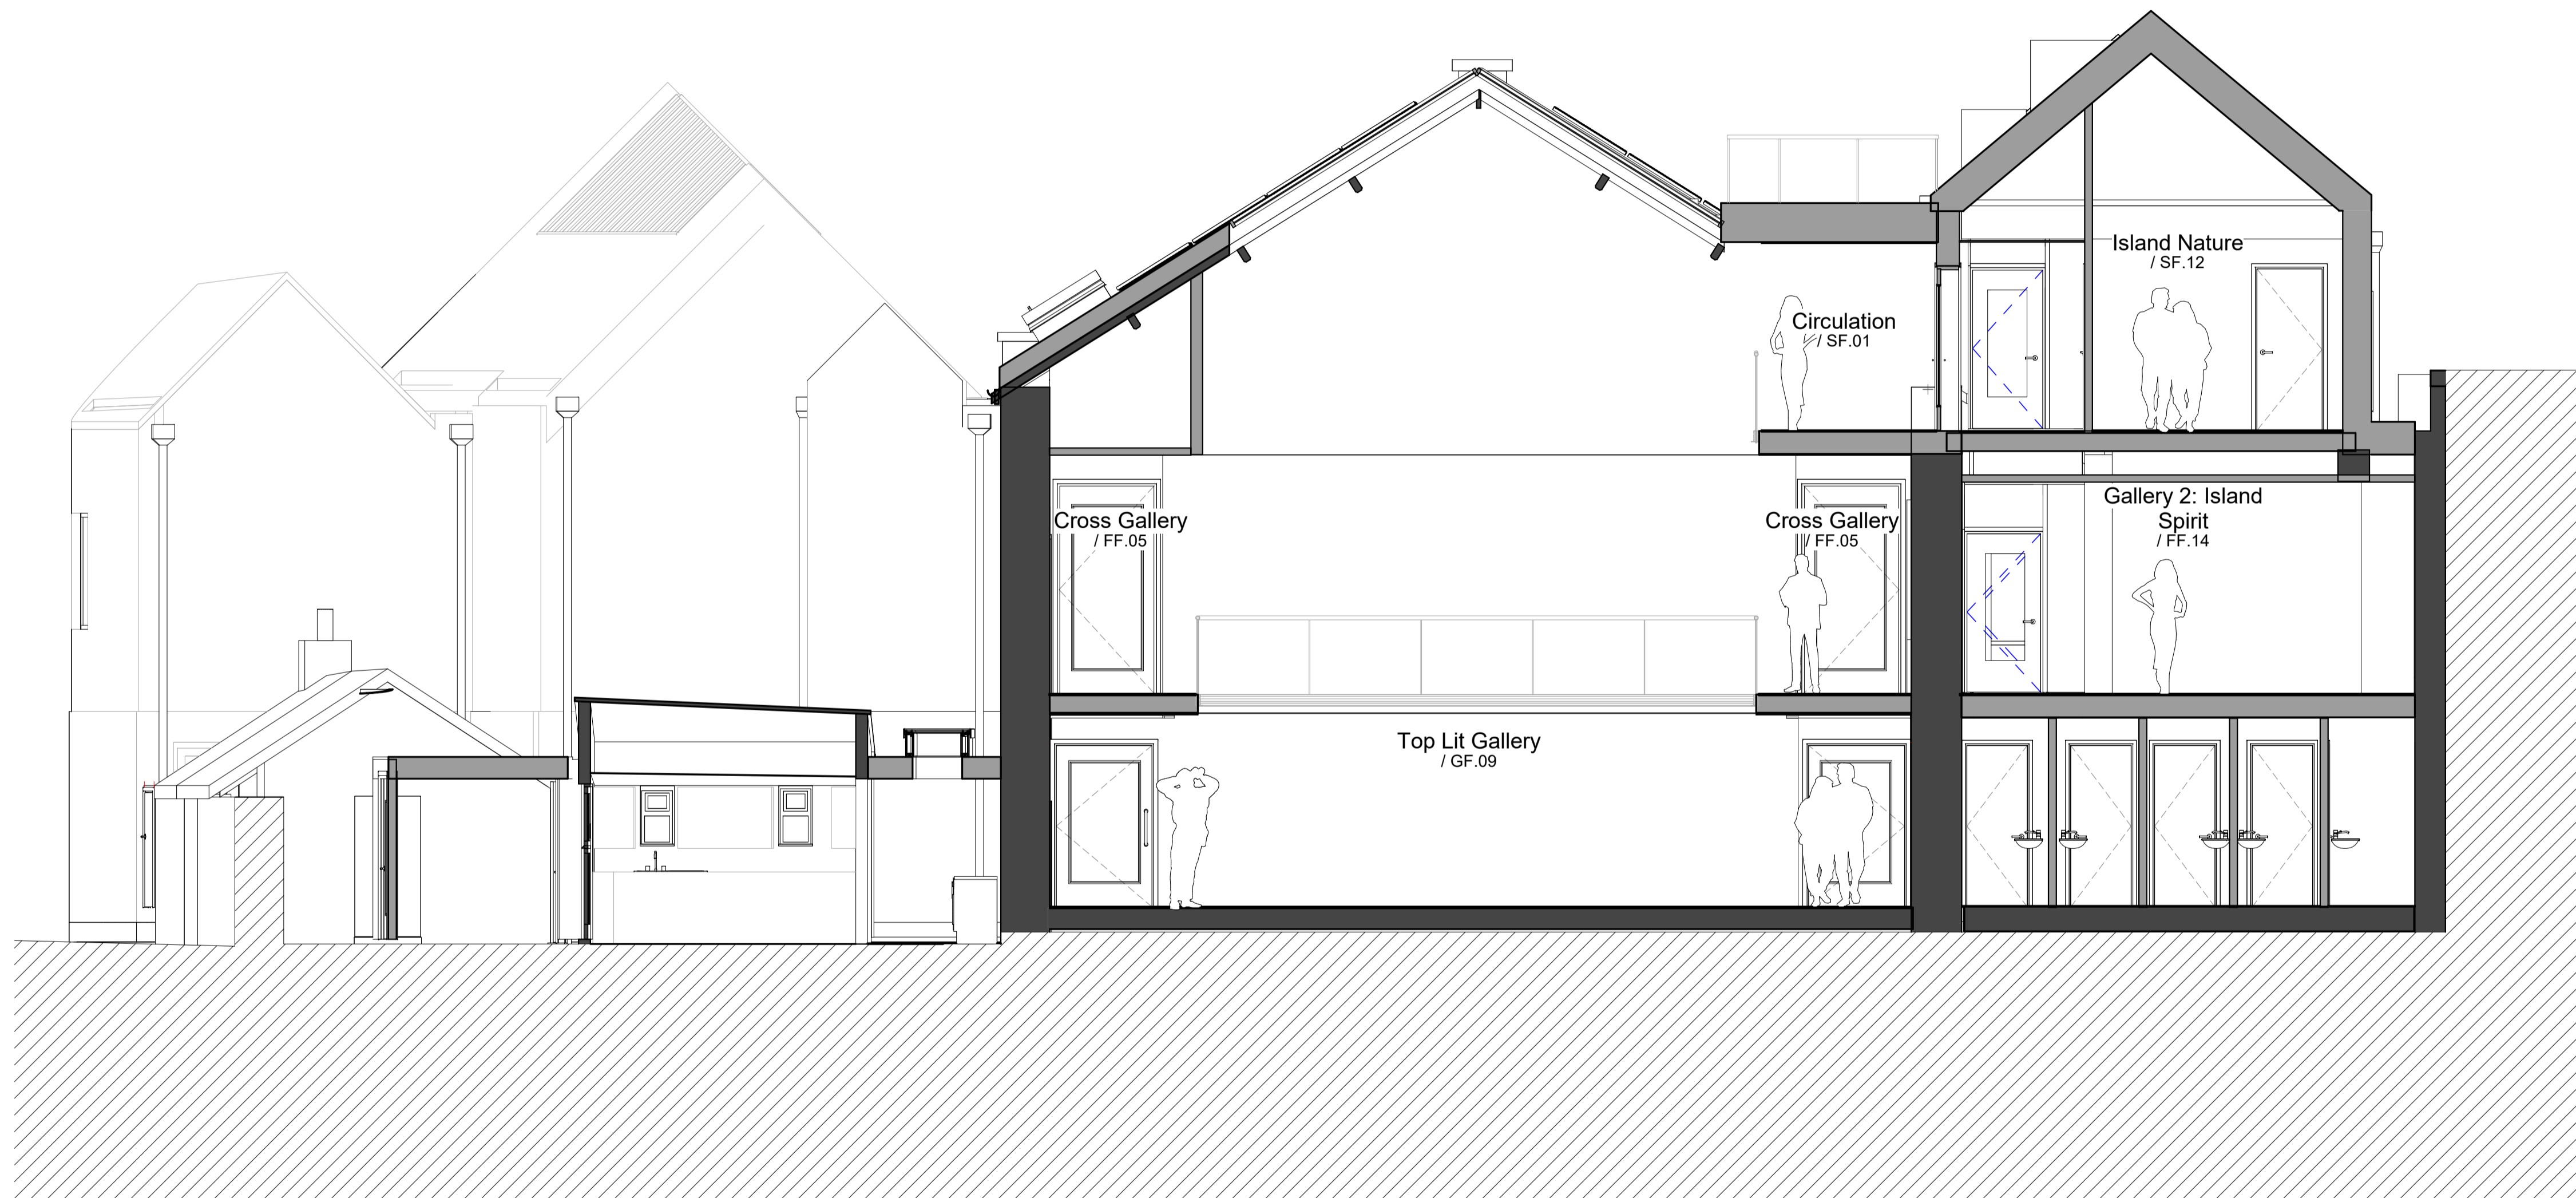 Island Nature
/ SF.12
Circulation
/ SF.01
Cross Gallery
/ FF.05
Cross Gallery
/ FF.05
Gallery 2: Island
Spirit
/ FF.14
Top Lit Gallery
/ GF.09